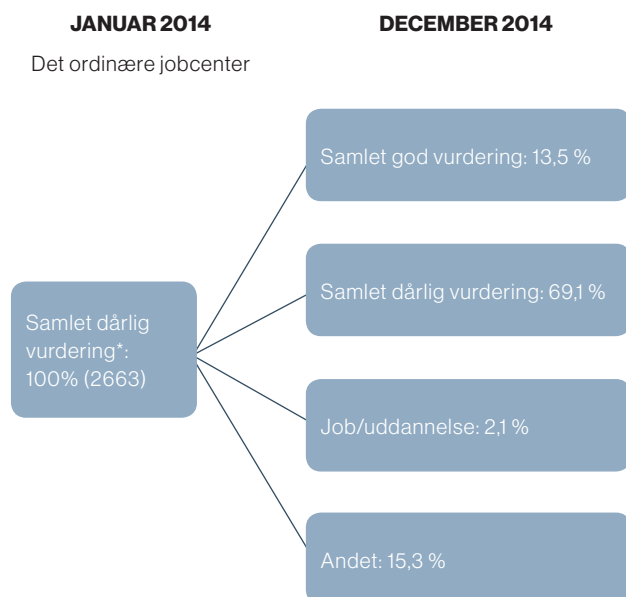 JANUAR 2014
DECEMBER 2014
Det ordinære jobcenter
Samlet god vurdering: 13,5 %
Samlet dårlig vurdering: 69,1 %
Samlet dårlig
vurdering*:
100% (2663)
Job/uddannelse: 2,1 %
Andet: 15,3 %